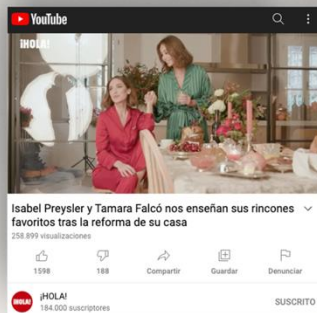 YouTube
¡HOLA!
Isabel Preysler y Tamara Falcó nos enseñan sus rincones
favoritos tras la reforma de su casa
258.899 visualizaciones
1598 188 Compartir Guardar Denunciar
¡HOLA!
¡HOLA!
184.000 suscriptores
SUSCRITO